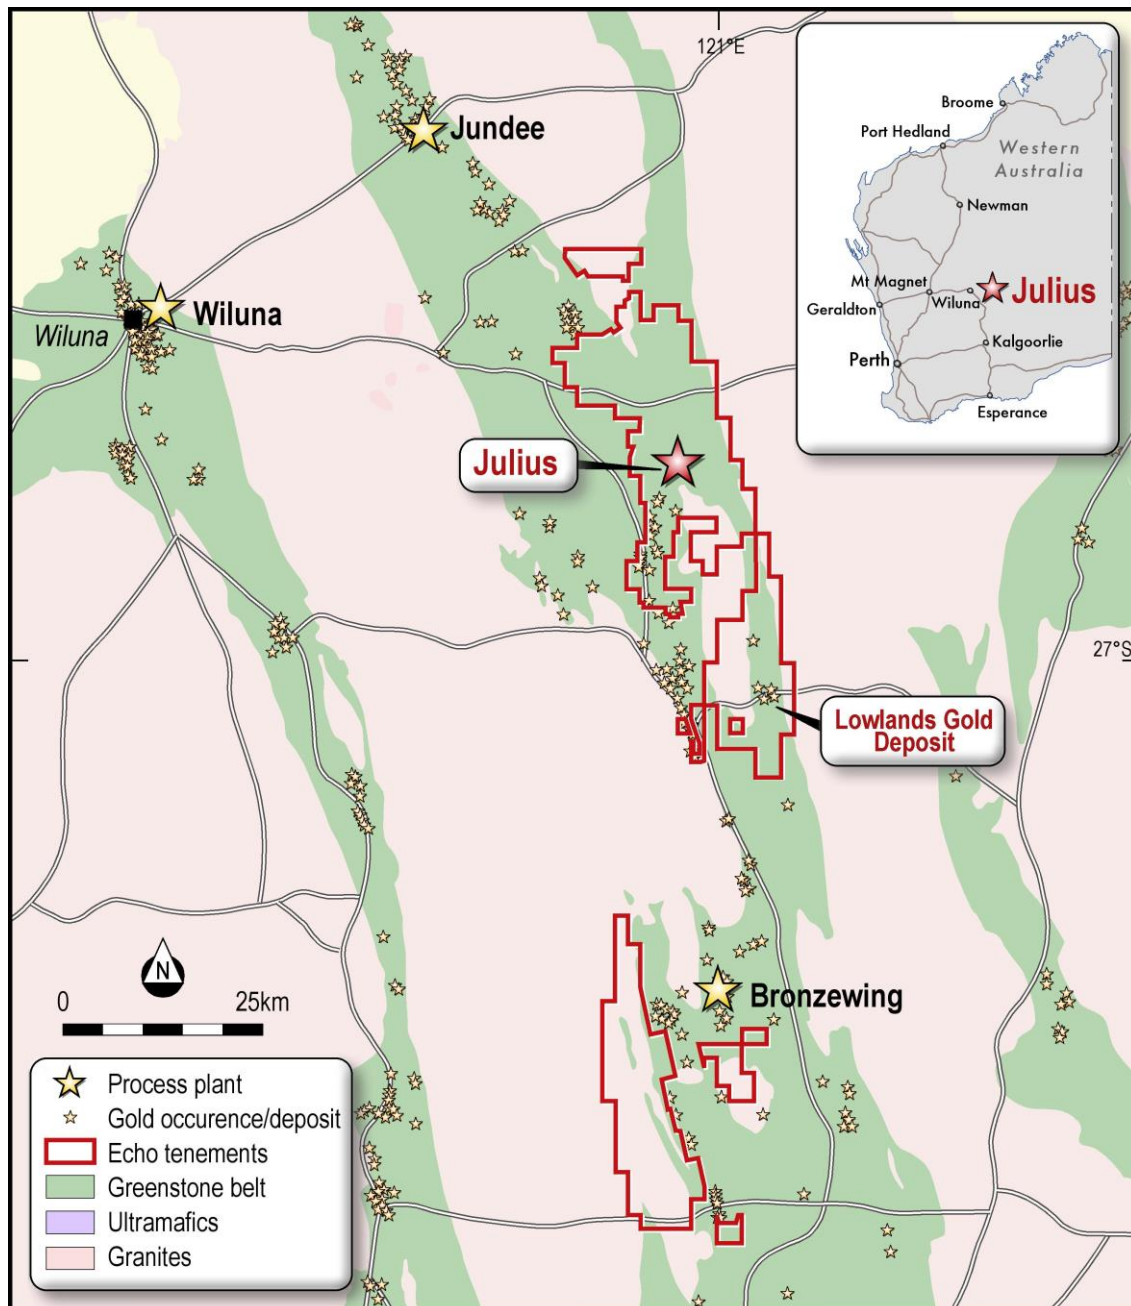 121°E
Jundee
Wiluna
Wiluna
Julius
27°S
Lowlands Gold
Deposit
Bronzewing
N
0 25km
Process plant
Gold occurence/deposit
Echo tenements
Greenstone belt
Ultramafics
Granites
Broome
Port Hedland
Western
Australia
Newman
Mt Magnet
Wiluna
Julius
Geraldton
Kalgoorlie
Perth
Esperance